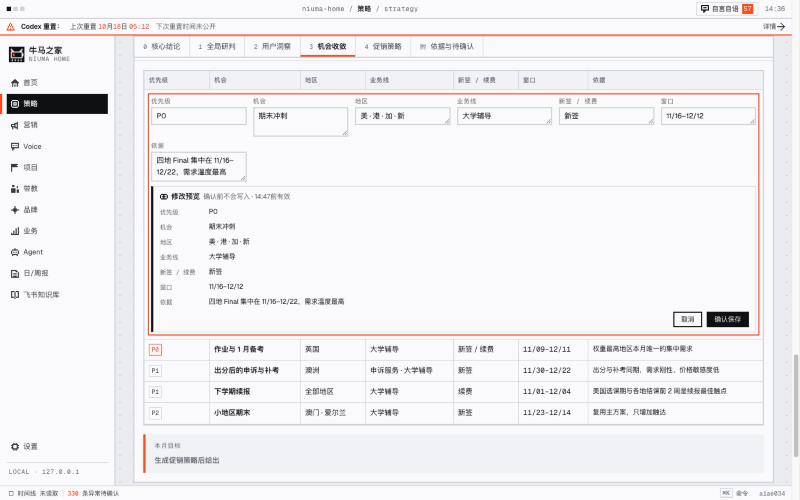 niuma-home / 策略 / strategy
自言自语 57
14:36
Codex 重置： 上次重置 10月18日 05:12 下次重置时间未公开
详情→
牛马之家
NIUMA HOME
首页
策略
营销
Voice
项目
带教
品牌
业务
Agent
日/周报
飞书知识库
设置
LOCAL · 127.0.0.1
0 核心结论
1 全局研判
2 用户洞察
3 机会收敛
4 促销策略
附 依据与待确认
优先级 机会 地区 业务线 新签 / 续费 窗口 依据
优先级 机会 地区 业务线 新签 / 续费 窗口
P0 期末冲刺 美·港·加·新 大学辅导 新签 11/16–12/12
依据
四地 Final 集中在 11/16–
12/22，需求温度最高
修改预览 确认前不会写入 · 14:47前有效
优先级 P0
机会 期末冲刺
地区 美·港·加·新
业务线 大学辅导
新签 / 续费 新签
窗口 11/16–12/12
依据 四地 Final 集中在 11/16–12/22，需求温度最高
取消 确认保存
P0 作业与 1 月备考 英国 大学辅导 新签 / 续费 11/09–12/11 权重最高地区本月唯一的集中需求
P1 出分后的申诉与补考 澳洲 申诉服务 · 大学辅导 新签 11/30–12/22 出分与补考同期，需求刚性，价格敏感度低
P1 下学期续报 全部地区 大学辅导 续费 11/01–12/04 美国选课期与各地结课前 2 周是续报最佳触点
P2 小地区期末 澳门 · 爱尔兰 大学辅导 新签 11/23–12/14 复用主方案，只增加触达
本月目标
生成促销策略后给出
时间线 未读取 330 条异常待确认
⌘K 命令 a1ae034